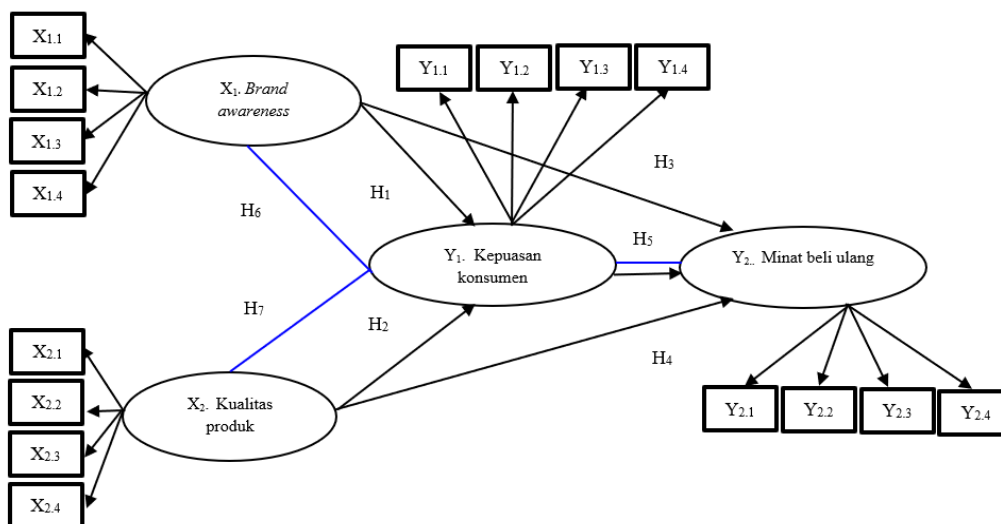 X1.1
X1.2
X1.3
X1.4
X1. Brand
awareness
Y1.1
Y1.2
Y1.3
Y1.4
H3
H1
H6
H5
Y1. Kepuasan
konsumen
Y2.. Minat beli ulang
H7
H2
H4
X2.1
X2.2
X2.3
X2.4
X2. Kualitas
produk
Y2.1
Y2.2
Y2.3
Y2.4